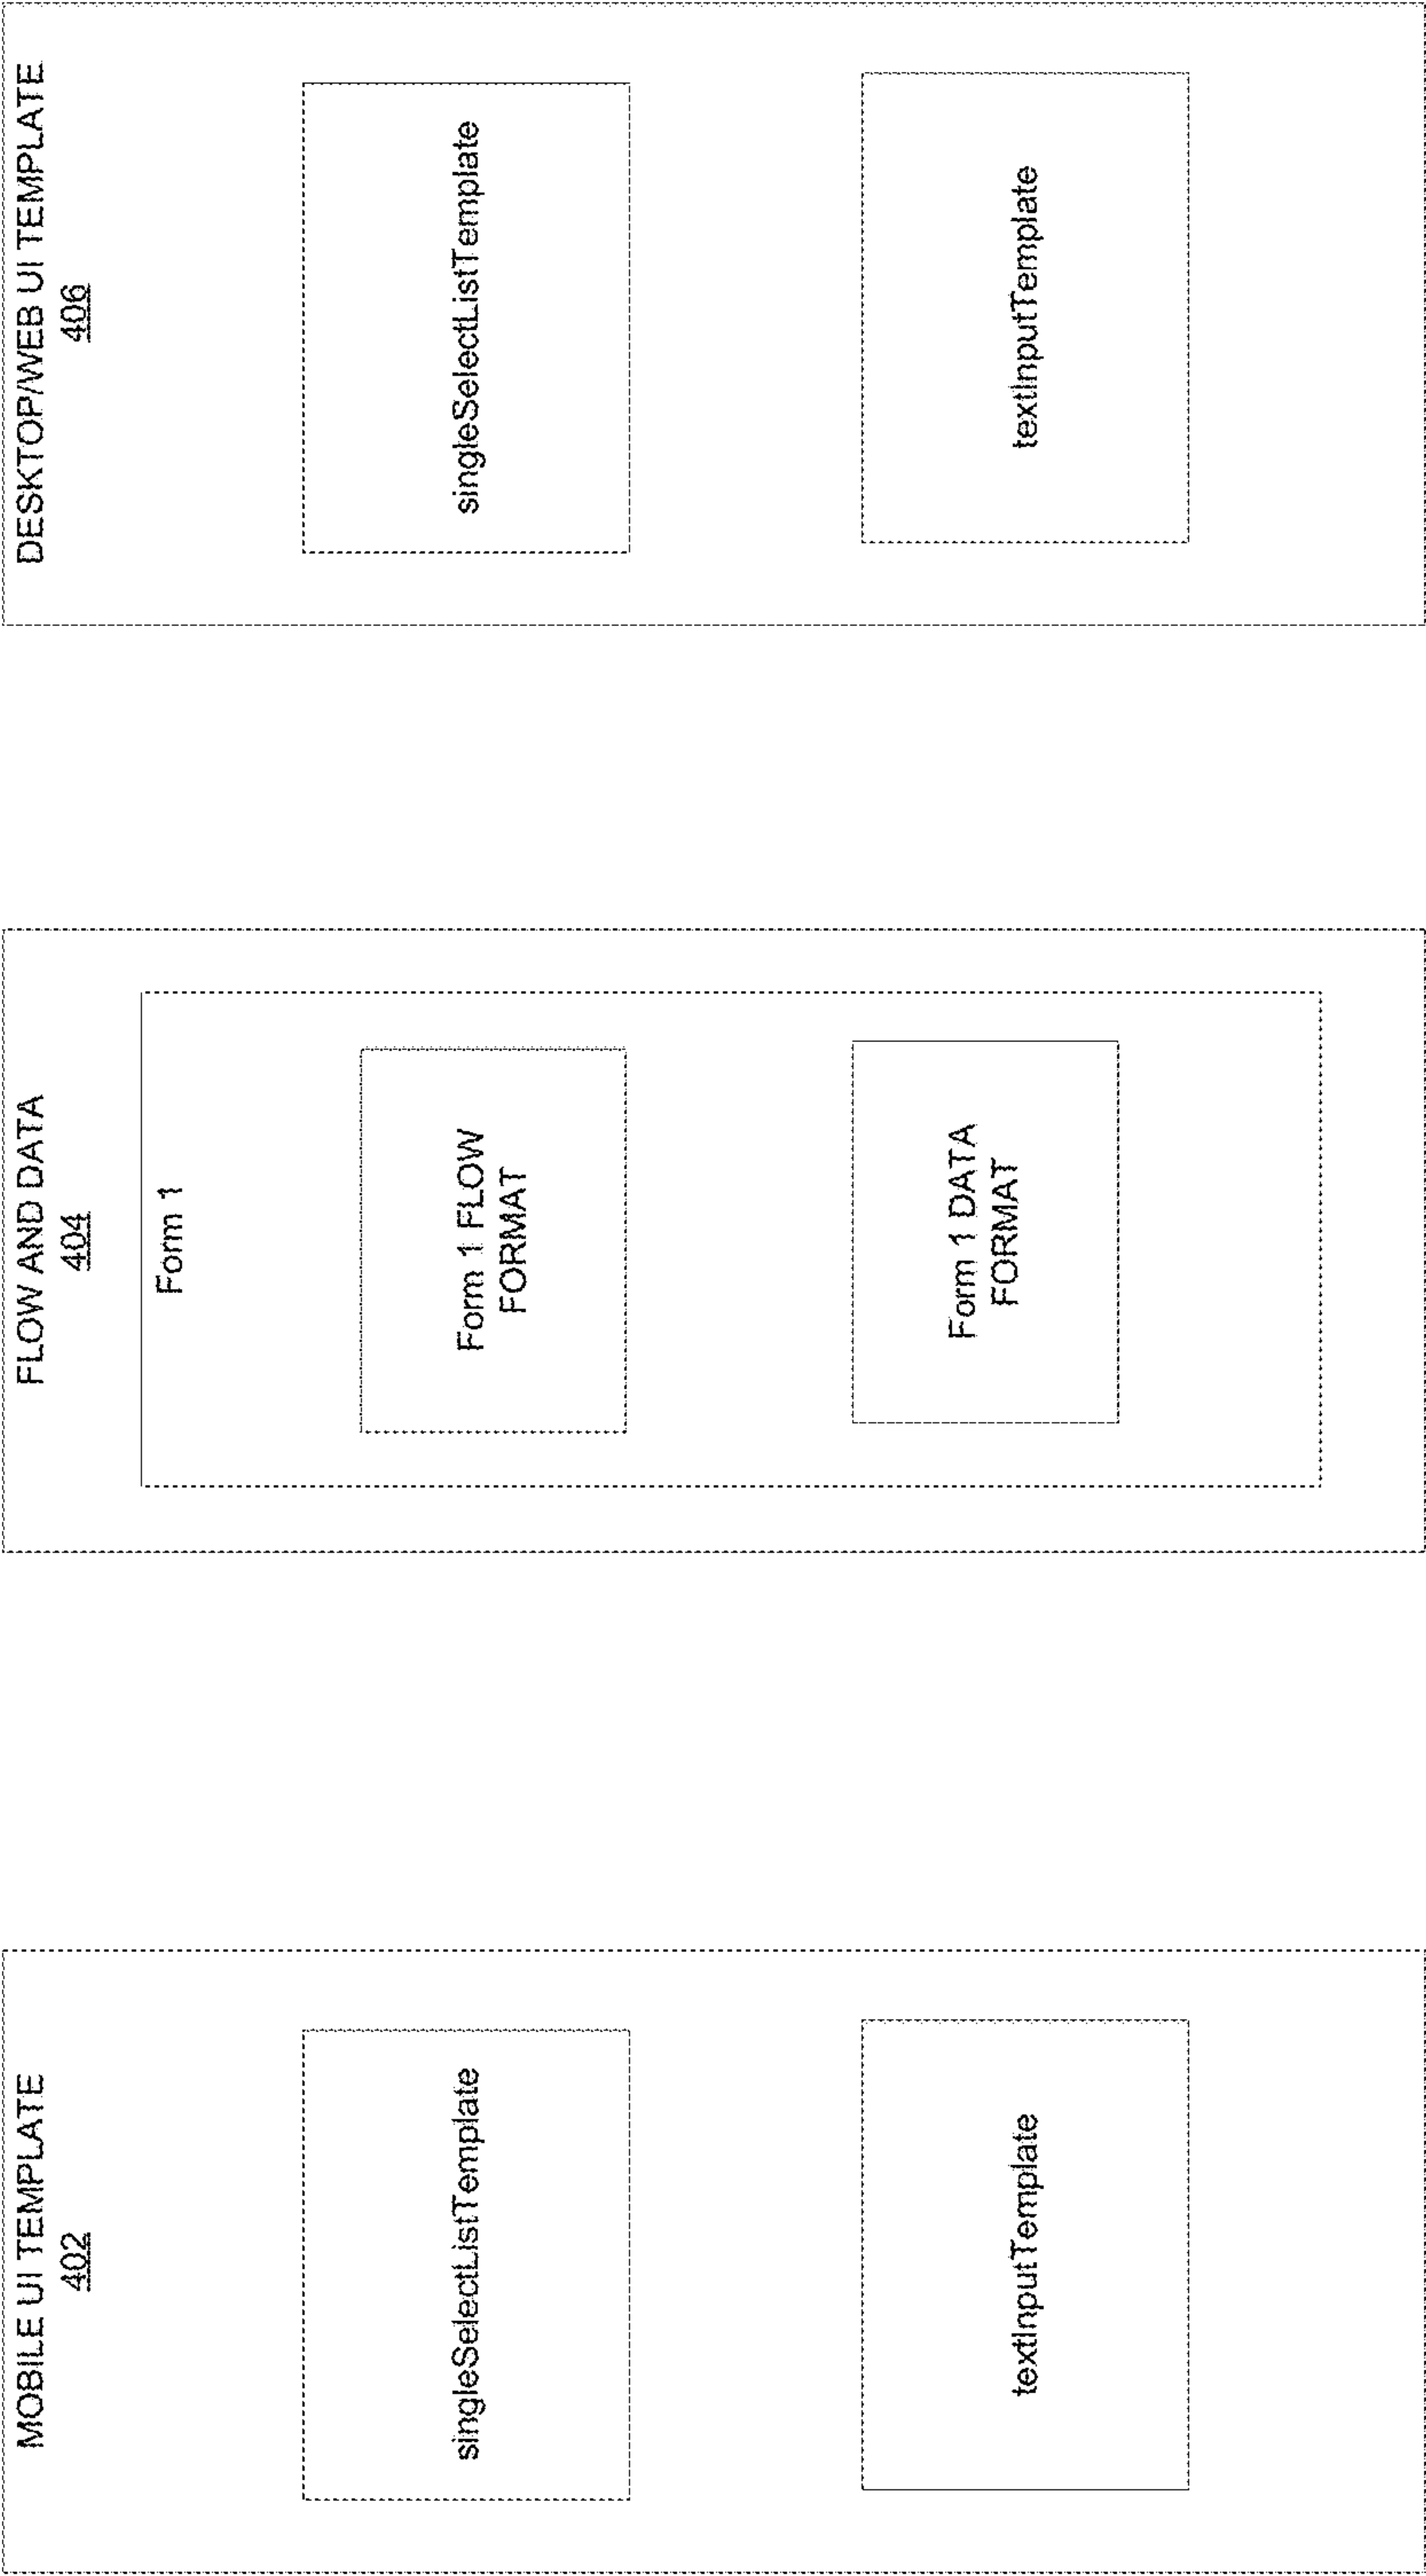 MOBILE UI TEMPLATE
402
singleSelectListTemplate
textInputTemplate
FLOW AND DATA
404
Form 1
Form 1 FLOW
FORMAT
Form 1 DATA
FORMAT
DESKTOP/WEB UI TEMPLATE
406
singleSelectListTemplate
textInputTemplate